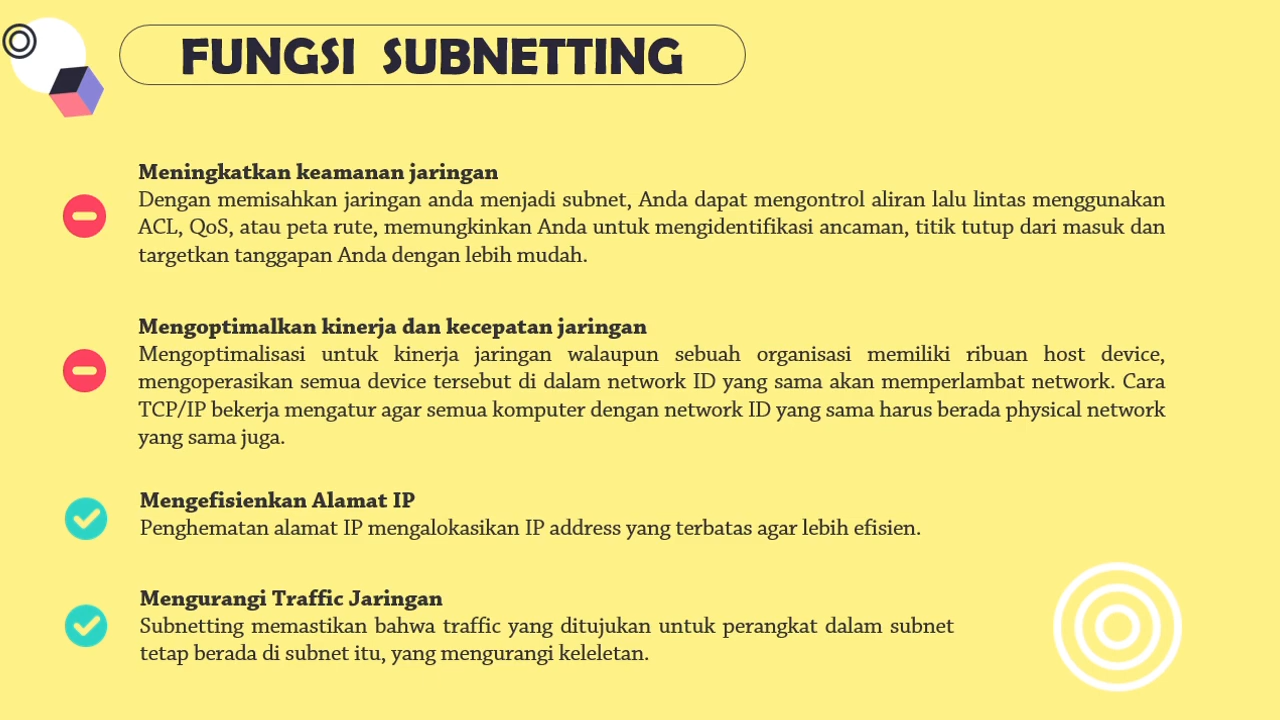 FUNGSI SUBNETTING
Meningkatkan keamanan jaringan
Dengan memisahkan jaringan anda menjadi subnet, Anda dapat mengontrol aliran lalu lintas menggunakan
ACL, QoS, atau peta rute, memungkinkan Anda untuk mengidentifikasi ancaman, titik tutup dari masuk dan
targetkan tanggapan Anda dengan lebih mudah.
Mengoptimalkan kinerja dan kecepatan jaringan
Mengoptimalisasi untuk kinerja jaringan walaupun sebuah organisasi memiliki ribuan host device,
mengoperasikan semua device tersebut di dalam network ID yang sama akan memperlambat network. Cara
TCP/IP bekerja mengatur agar semua komputer dengan network ID yang sama harus berada physical network
yang sama juga.
Mengefisienkan Alamat IP
Penghematan alamat IP mengalokasikan IP address yang terbatas agar lebih efisien.
Mengurangi Traffic Jaringan
Subnetting memastikan bahwa traffic yang ditujukan untuk perangkat dalam subnet
tetap berada di subnet itu, yang mengurangi keleletan.